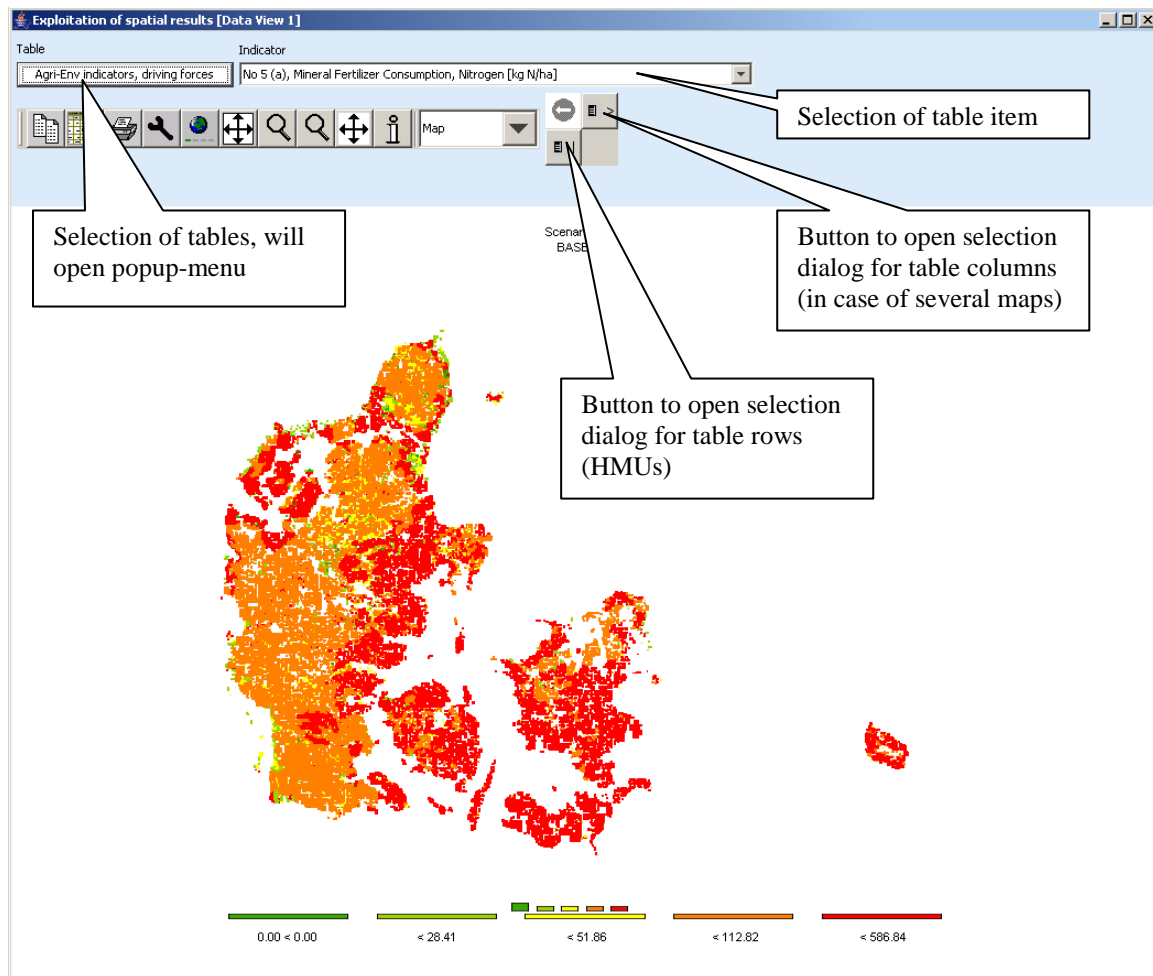 Exploitation of spatial results [Data View 1]
Table
Indicator
Agri-Env indicators, driving forces
No 5 (a), Mineral Fertilizer Consumption, Nitrogen [kg N/ha]
Map
Selection of table item
Selection of tables, will
open popup-menu
Button to open selection
dialog for table columns
(in case of several maps)
BASE
Button to open selection
dialog for table rows
(HMUs)
0.00 < 0.00
< 28.41
< 51.86
< 112.82
< 586.84